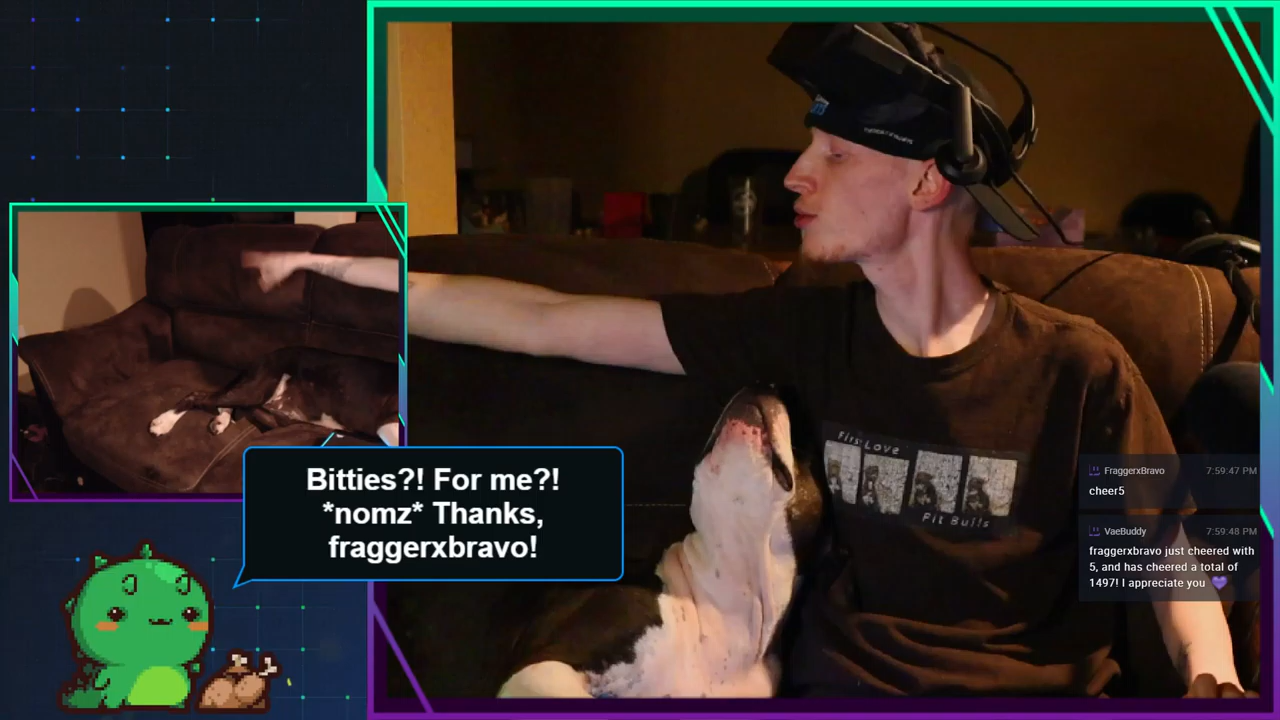 Bitties?! For me?!
*nomz* Thanks,
fraggerxbravo!
First Love
Pit Bulls
FraggerxBravo 7:59:47 PM
cheer5
VaeBuddy 7:59:48 PM
fraggerxbravo just cheered with
5, and has cheered a total of
1497! I appreciate you 💜